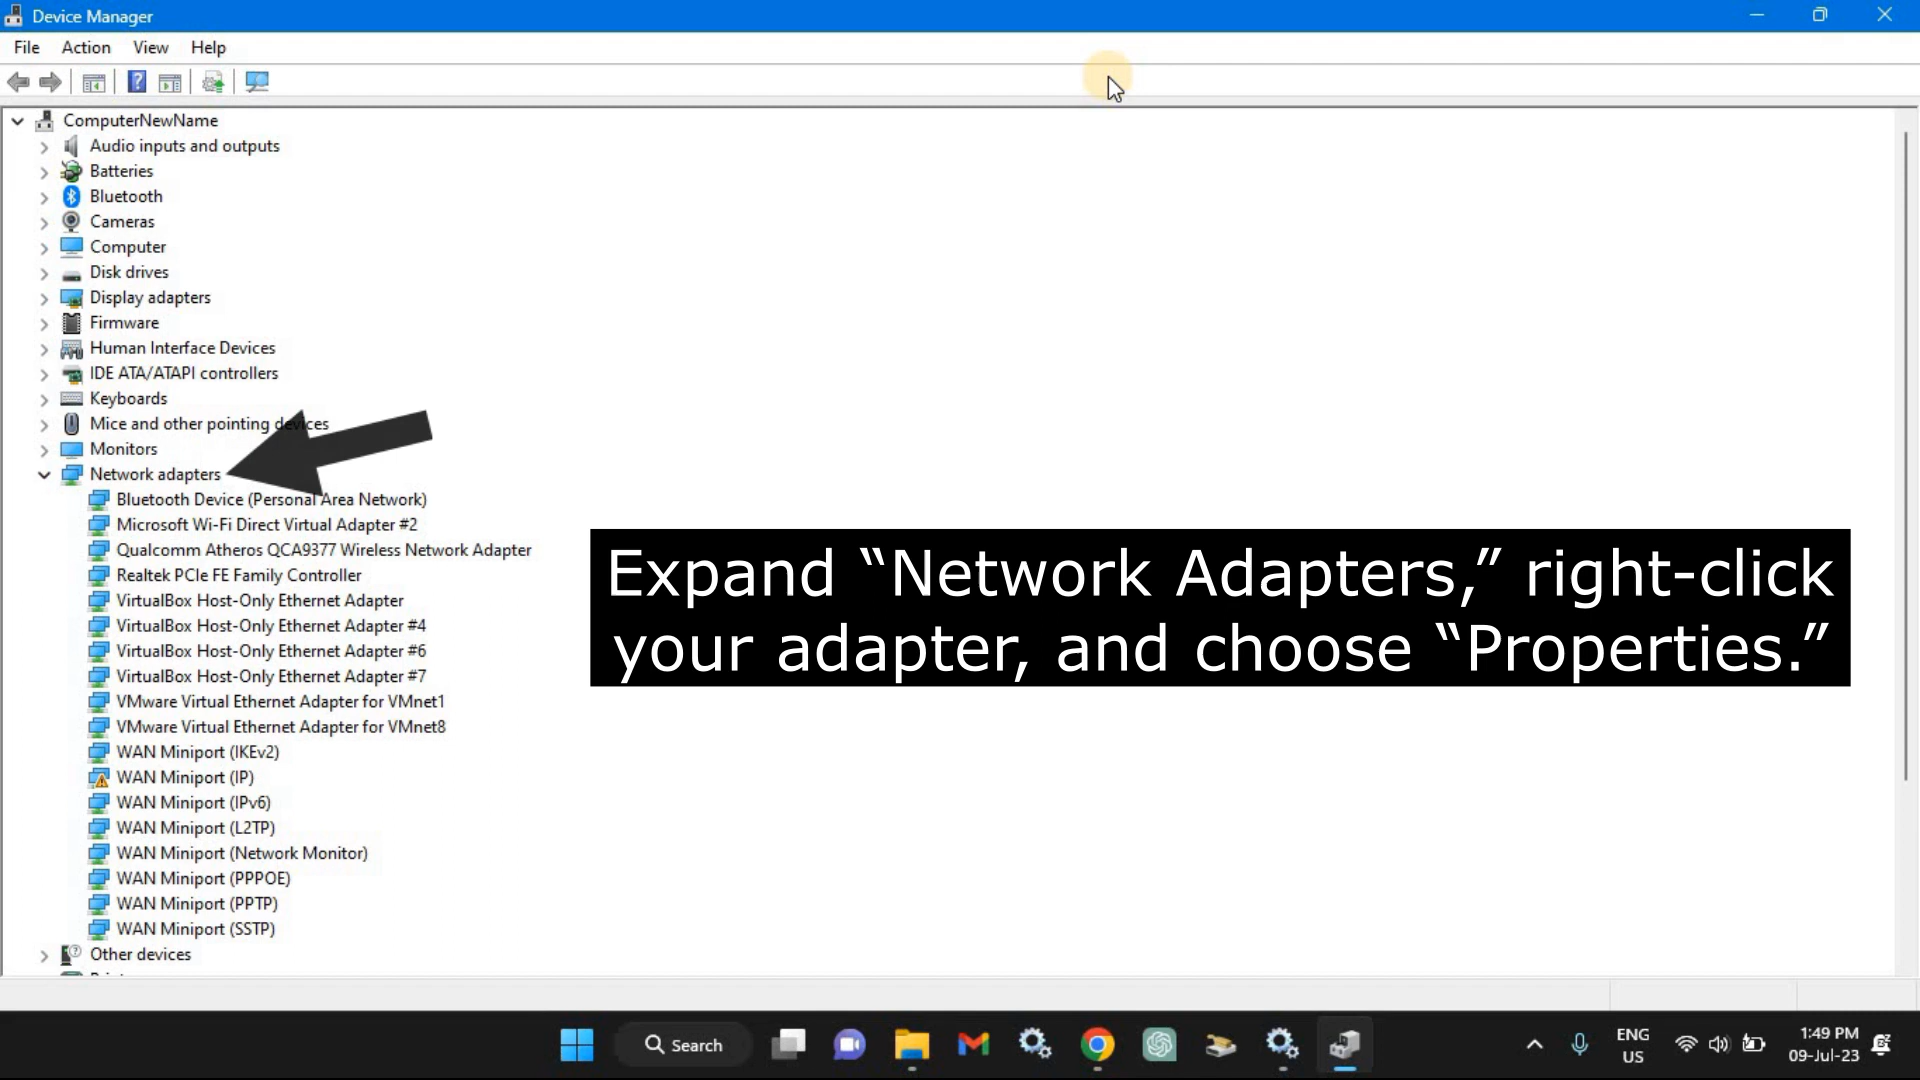 Device Manager
File Action View Help
ComputerNewName
Audio inputs and outputs
Batteries
Bluetooth
Cameras
Computer
Disk drives
Display adapters
Firmware
Human Interface Devices
IDE ATA/ATAPI controllers
Keyboards
Mice and other pointing devices
Monitors
Network adapters
Bluetooth Device (Personal Area Network)
Microsoft Wi-Fi Direct Virtual Adapter #2
Qualcomm Atheros QCA9377 Wireless Network Adapter
Realtek PCIe FE Family Controller
VirtualBox Host-Only Ethernet Adapter
VirtualBox Host-Only Ethernet Adapter #4
VirtualBox Host-Only Ethernet Adapter #6
VirtualBox Host-Only Ethernet Adapter #7
VMware Virtual Ethernet Adapter for VMnet1
VMware Virtual Ethernet Adapter for VMnet8
WAN Miniport (IKEv2)
WAN Miniport (IP)
WAN Miniport (IPv6)
WAN Miniport (L2TP)
WAN Miniport (Network Monitor)
WAN Miniport (PPPOE)
WAN Miniport (PPTP)
WAN Miniport (SSTP)
Other devices
Expand “Network Adapters,” right-click
your adapter, and choose “Properties.”
Search
ENG
US
1:49 PM
09-Jul-23